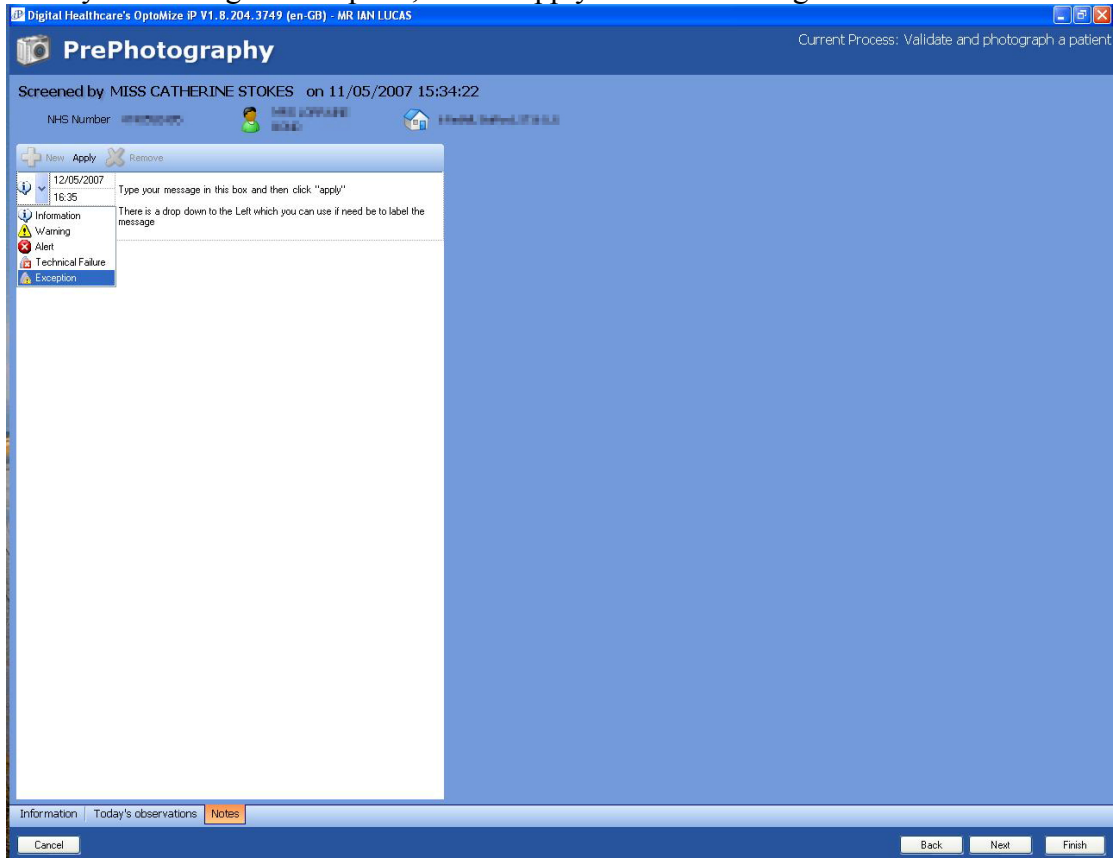 Digital Healthcare's OptoMize iP V1.8.204.3749 (en-GB) - MR IAN LUCAS
PrePhotography
Current Process: Validate and photograph a patient
Screened by MISS CATHERINE STOKES on 11/05/2007 15:34:22
NHS Number
New Apply Remove
12/05/2007
16:35
Type your message in this box and then click "apply"
There is a drop down to the Left which you can use if need be to label the
message
Information
Warning
Alert
Technical Failure
Exception
Information Today's observations Notes
Cancel Back Next Finish